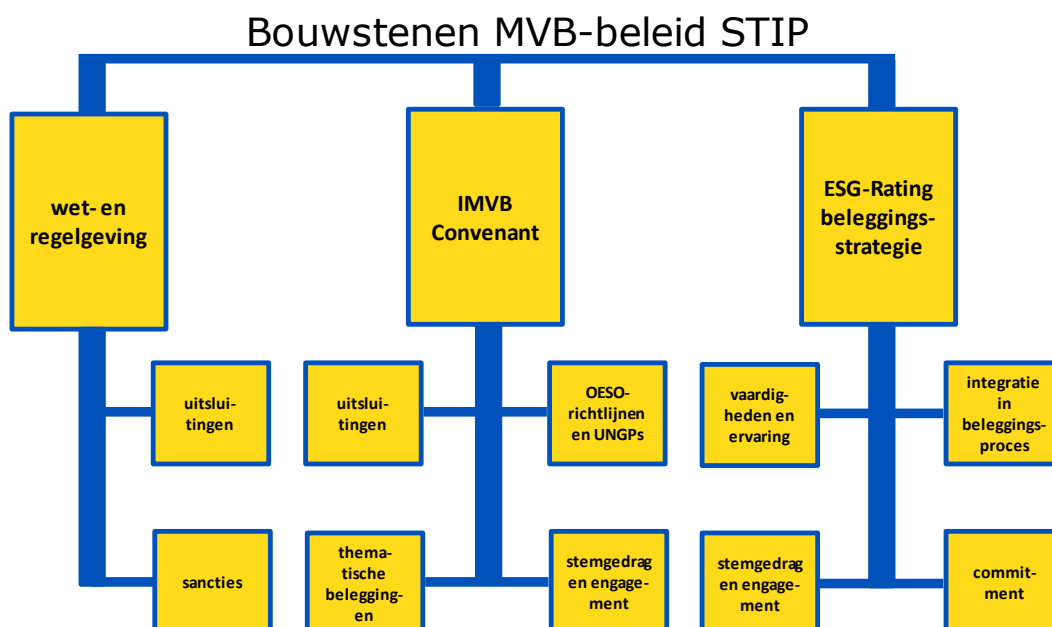 Bouwstenen MVB-beleid STIP
wet- en
regelgeving
IMVB
Convenant
ESG-Rating
beleggings-
strategie
uitslui-
tingen
uitslui-
tingen
OESO-
richtlijnen
en UNGPs
vaardig-
heden en
ervaring
integratie
in
beleggings-
proces
sancties
thema-
tische
belegging-
en
stemgedrag
en engage-
ment
stemgedrag
en engage-
ment
commit-
ment